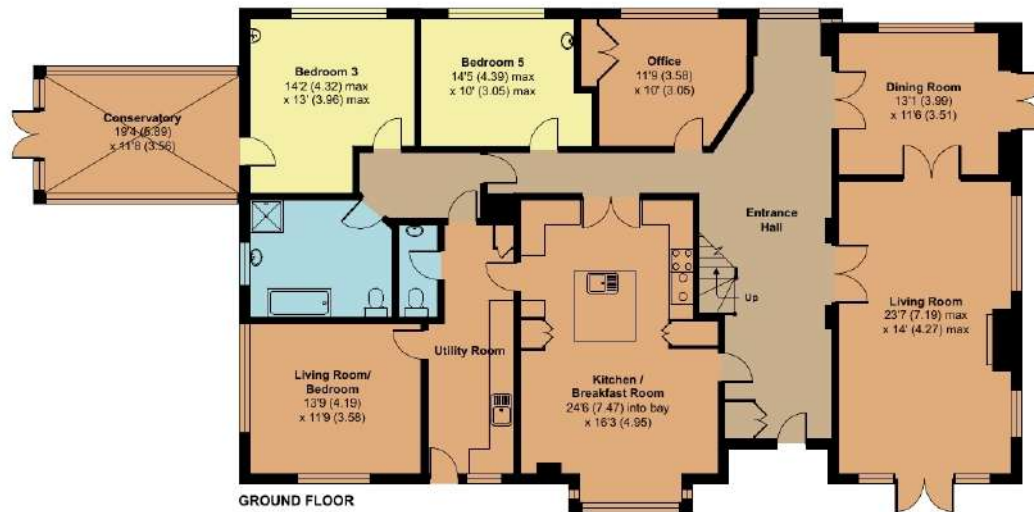 Conservatory
19'4 (5.89)
x 11'8 (3.56)
Bedroom 3
14'2 (4.32) max
x 13' (3.96) max
Bedroom 5
14'5 (4.39) max
x 10' (3.05) max
Office
11'9 (3.58)
x 10' (3.05)
Dining Room
13'1 (3.99)
x 11'6 (3.51)
Entrance
Hall
Up
Living Room
23'7 (7.19) max
x 14' (4.27) max
Utility Room
Living Room/
Bedroom
13'9 (4.19)
x 11'9 (3.58)
Kitchen /
Breakfast Room
24'6 (7.47) into bay
x 16'3 (4.95)
GROUND FLOOR